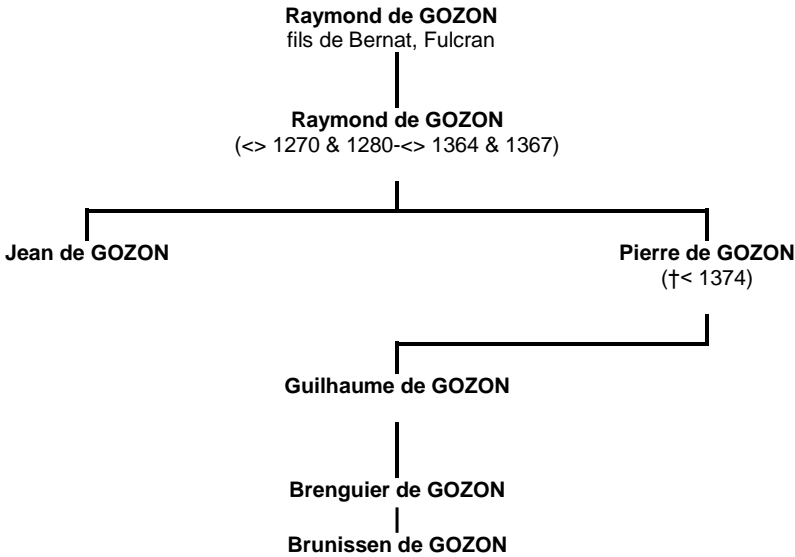 Raymond de GOZON
fils de Bernat, Fulcran
Raymond de GOZON
(<> 1270 & 1280-<> 1364 & 1367)
Jean de GOZON
Pierre de GOZON
(†< 1374)
Guilhaume de GOZON
Brenguier de GOZON
Brunissen de GOZON